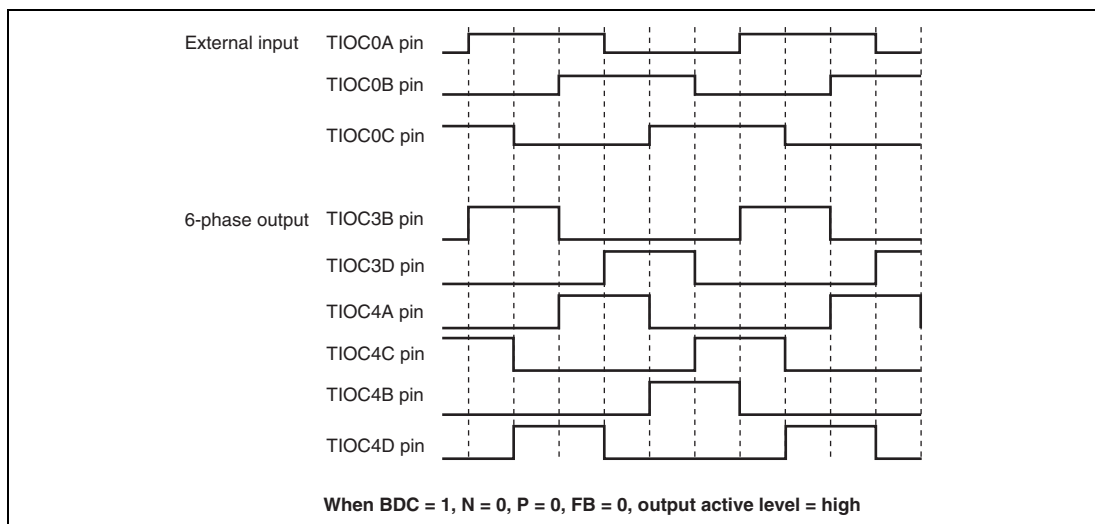 External input TIOC0A pin
TIOC0B pin
TIOC0C pin
6-phase output TIOC3B pin
TIOC3D pin
TIOC4A pin
TIOC4C pin
TIOC4B pin
TIOC4D pin
When BDC = 1, N = 0, P = 0, FB = 0, output active level = high